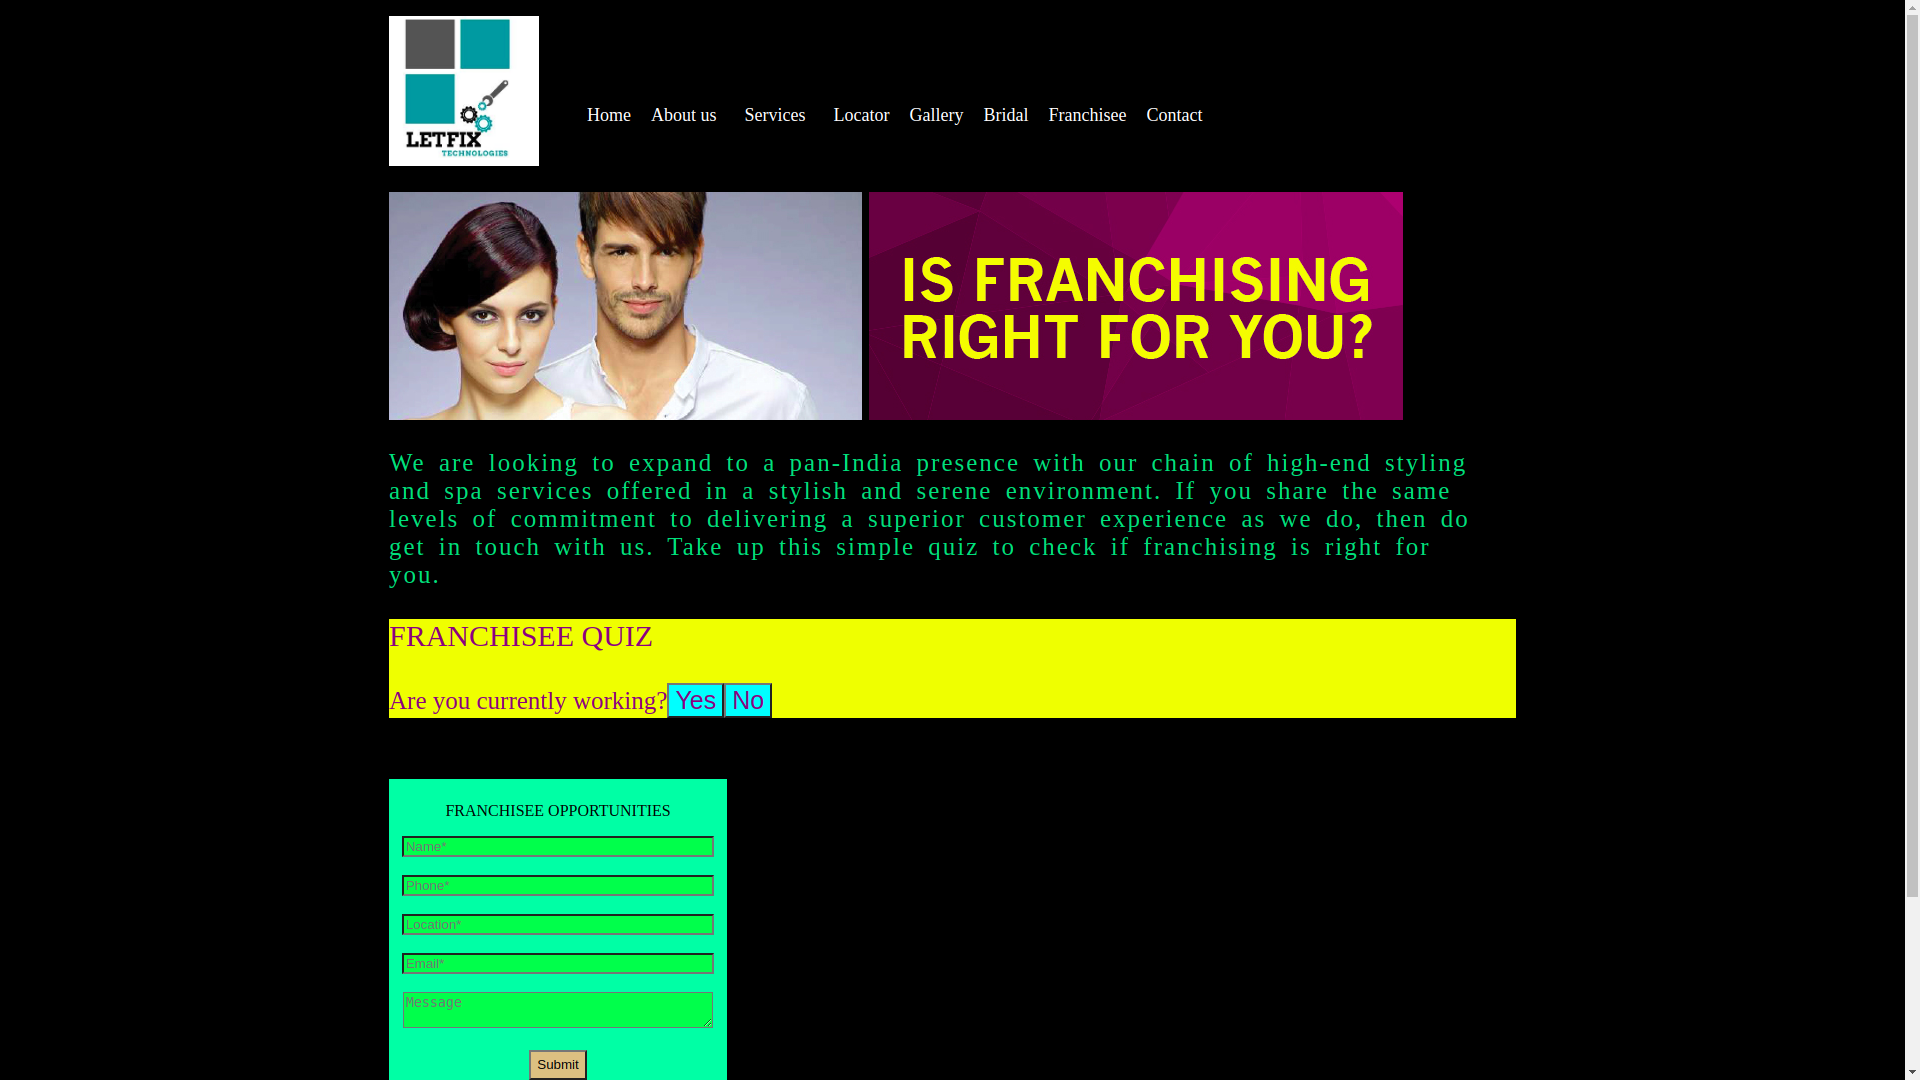 LETFIX
TECHNOLOGIES
Home About us Services Locator Gallery Bridal Franchisee Contact
IS FRANCHISING
RIGHT FOR YOU?
We are looking to expand to a pan-India presence with our chain of high-end styling
and spa services offered in a stylish and serene environment. If you share the same
levels of commitment to delivering a superior customer experience as we do, then do
get in touch with us. Take up this simple quiz to check if franchising is right for
you.
FRANCHISEE QUIZ
Are you currently working? Yes No
FRANCHISEE OPPORTUNITIES
Name*
Phone*
Location*
Email*
Message
Submit